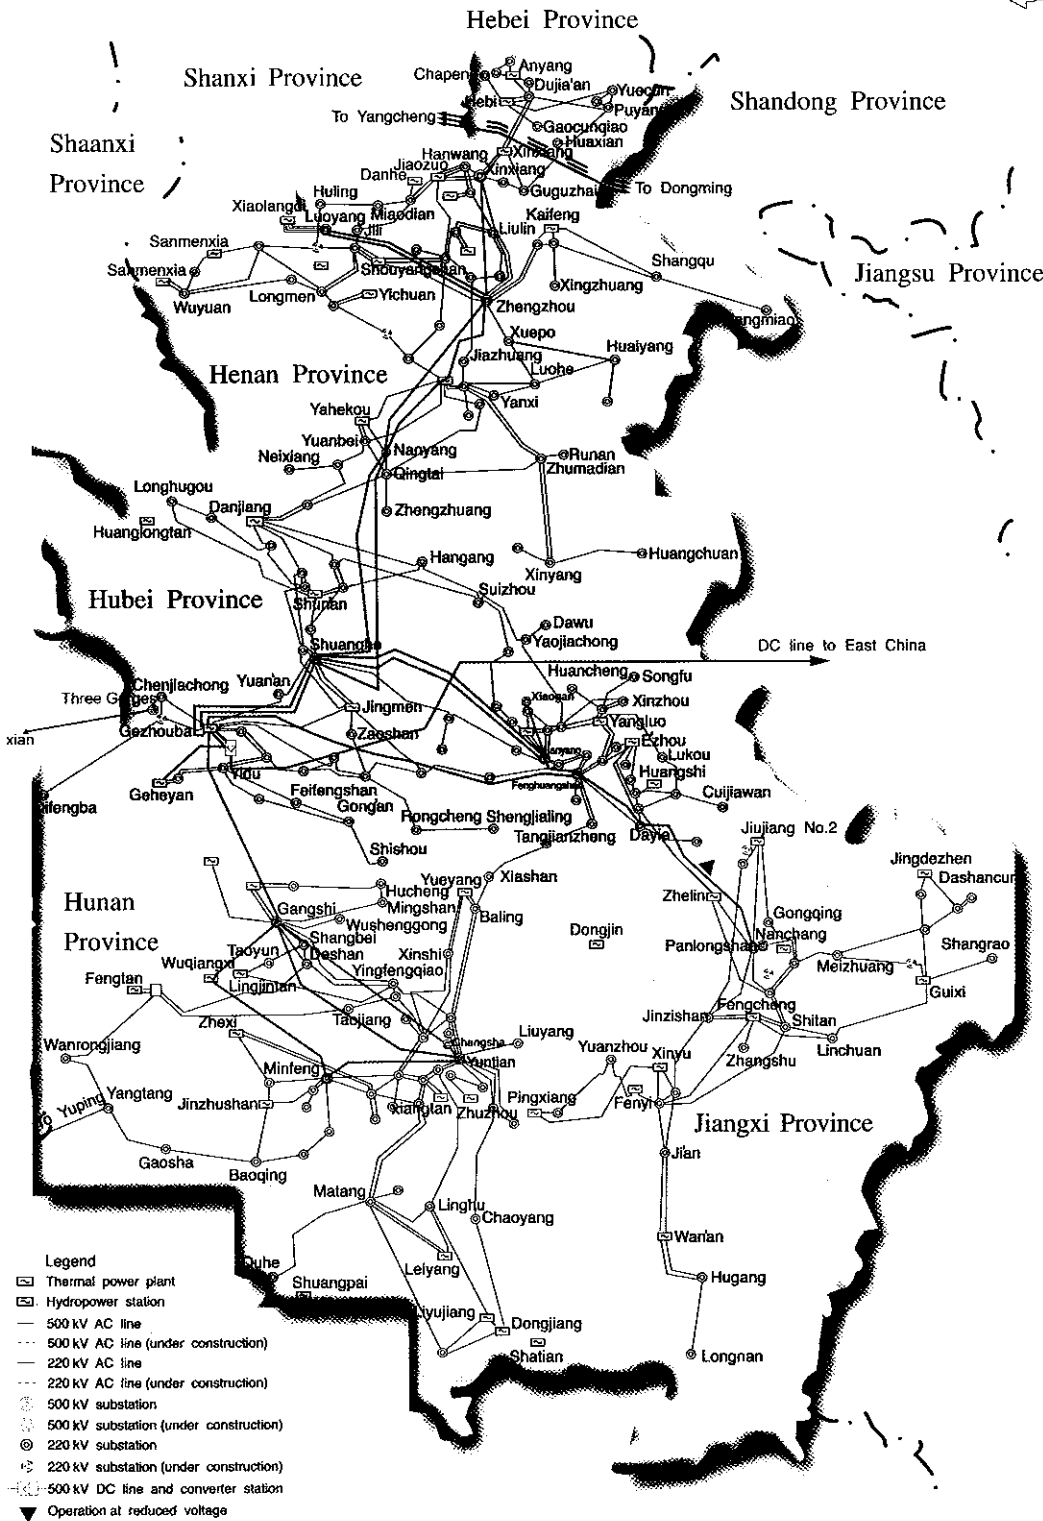 Hebei Province
Shanxi Province
Anyang
Chapen
Dujia'an
Yuecun
Hebi
Puyang
Shandong Province
To Yangcheng
Gaocunqiao
Huaxian
Shaanxi
Province
Hanwang
Xinxiang
Jiaozuo
Xinxiang
Danhe
Guguzhai
To Dongming
Huling
Xiaolangdi
Luoyang
Miaodian
Jili
Liulin
Kaifeng
Sanmenxia
Shouyangshan
Shangqu
Jiangsu Province
Sanmenxia
Wuyuan
Longmen
Yichuan
Xingzhuang
Zhengzhou
Xuepo
Huaiyang
Jiazhuang
Henan Province
Luohe
Yanxi
Yahekou
Yuanbei
Nanyang
Neixiang
Runan
Qingtai
Zhumadian
Longhugou
Danjiang
Zhengzhuang
Huanglongtan
Hangang
Huangchuan
Xinyang
Suizhou
Hubei Province
Shunan
Dawu
Yaojiachong
Shuanghe
DC line to East China
Huancheng
Songfu
Chenjiachong
Yuan'an
Three Gorges
Xiaogan
Xinzhou
Jingmen
Gezhouba
Yangluo
xian
Zaoshan
Ezhou
Lukou
Yidu
Huangshi
Geheyan
Feifengshan
Fenghuangshan
Gongan
Cuijiawan
Rongcheng
Shengjialing
Tangjianzheng
Dayie
Jiujiang No.2
Shishou
Xiashan
Jingdezhen
Hucheng
Yueyang
Dashancun
Hunan
Province
Mingshan
Zhelin
Gangshi
Baling
Gongqing
Wushenggong
Dongjin
Shangbei
Nanchang
Panlongshan
Taoyun
Deshan
Xinshi
Shangrao
Wuqiangxi
Yingfengqiao
Meizhuang
Fengtan
Lingjintan
Guixi
Taojiang
Jinzishan
Fengcheng
Zhexi
Shitan
Changsha
Liuyang
Linchuan
Wanrongjiang
Yuntian
Yuanzhou
Xinyu
Zhangshu
Minfeng
Yangtang
Jinzhushan
Xiangtan
Zhuzhou
Pingxiang
Fenyi
To Yuping
Jiangxi Province
Gaosha
Baoqing
Ji'an
Matang
Linghu
Chaoyang
Wan'an
Leiyang
Legend
Hugang
Thermal power plant
Shuangpai
Hydropower station
Dongjiang
500 kV AC line
500 kV AC line (under construction)
Shatian
Longnan
220 kV AC line
220 kV AC line (under construction)
500 kV substation
500 kV substation (under construction)
220 kV substation
220 kV substation (under construction)
500 kV DC line and converter station
Operation at reduced voltage